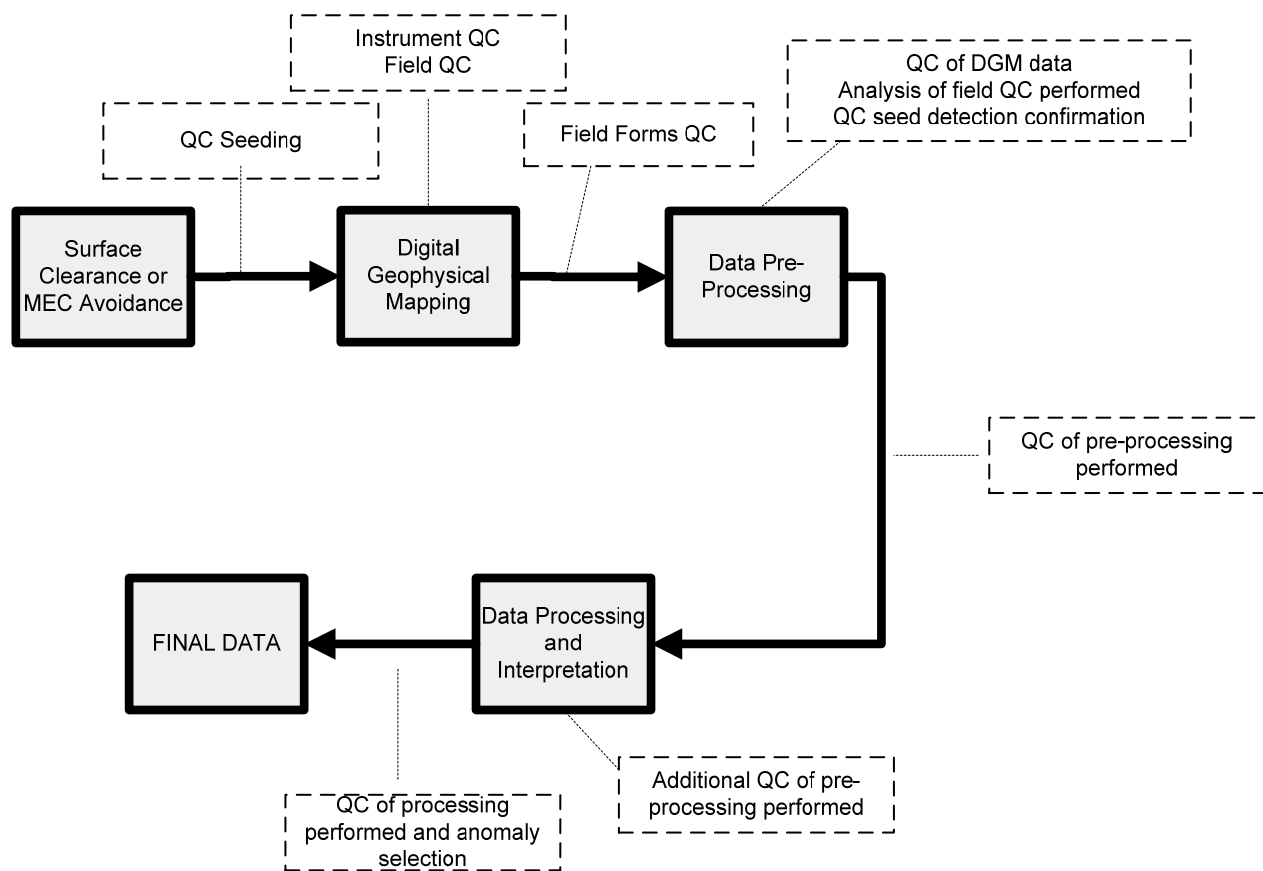 Instrument QC
Field QC
QC of DGM data
Analysis of field QC performed
QC seed detection confirmation
QC Seeding
Field Forms QC
Surface
Clearance or
MEC Avoidance
Digital
Geophysical
Mapping
Data Pre-
Processing
QC of pre-processing
performed
FINAL DATA
Data Processing
and
Interpretation
Additional QC of pre-
processing performed
QC of processing
performed and anomaly
selection